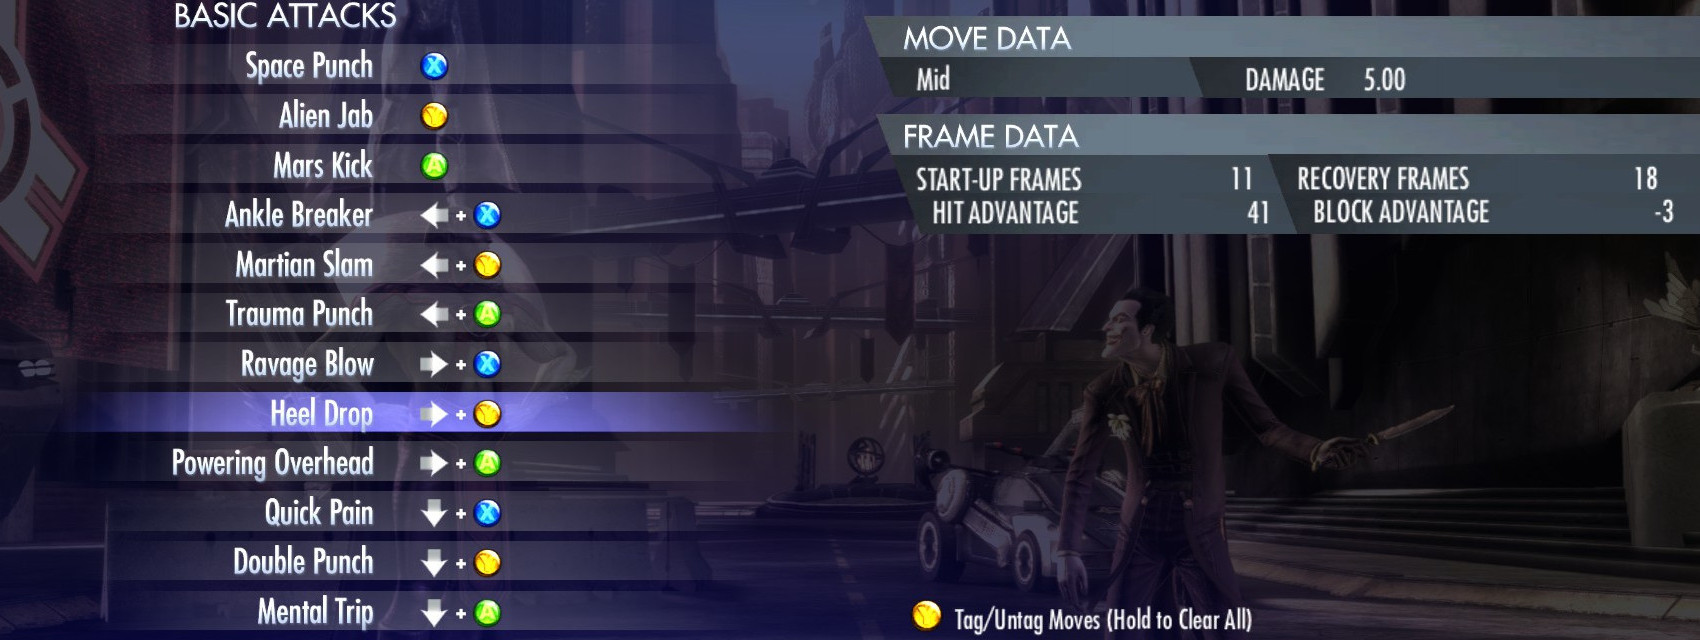 BASIC ATTACKS
Space Punch X
Alien Jab Y
Mars Kick A
Ankle Breaker + X
Martian Slam + Y
Trauma Punch + A
Ravage Blow + X
Heel Drop + Y
Powering Overhead + A
Quick Pain + X
Double Punch + Y
Mental Trip + A
MOVE DATA
Mid DAMAGE 5.00
FRAME DATA
START-UP FRAMES 11 RECOVERY FRAMES 18
HIT ADVANTAGE 41 BLOCK ADVANTAGE -3
Y Tag/Untag Moves (Hold to Clear All)